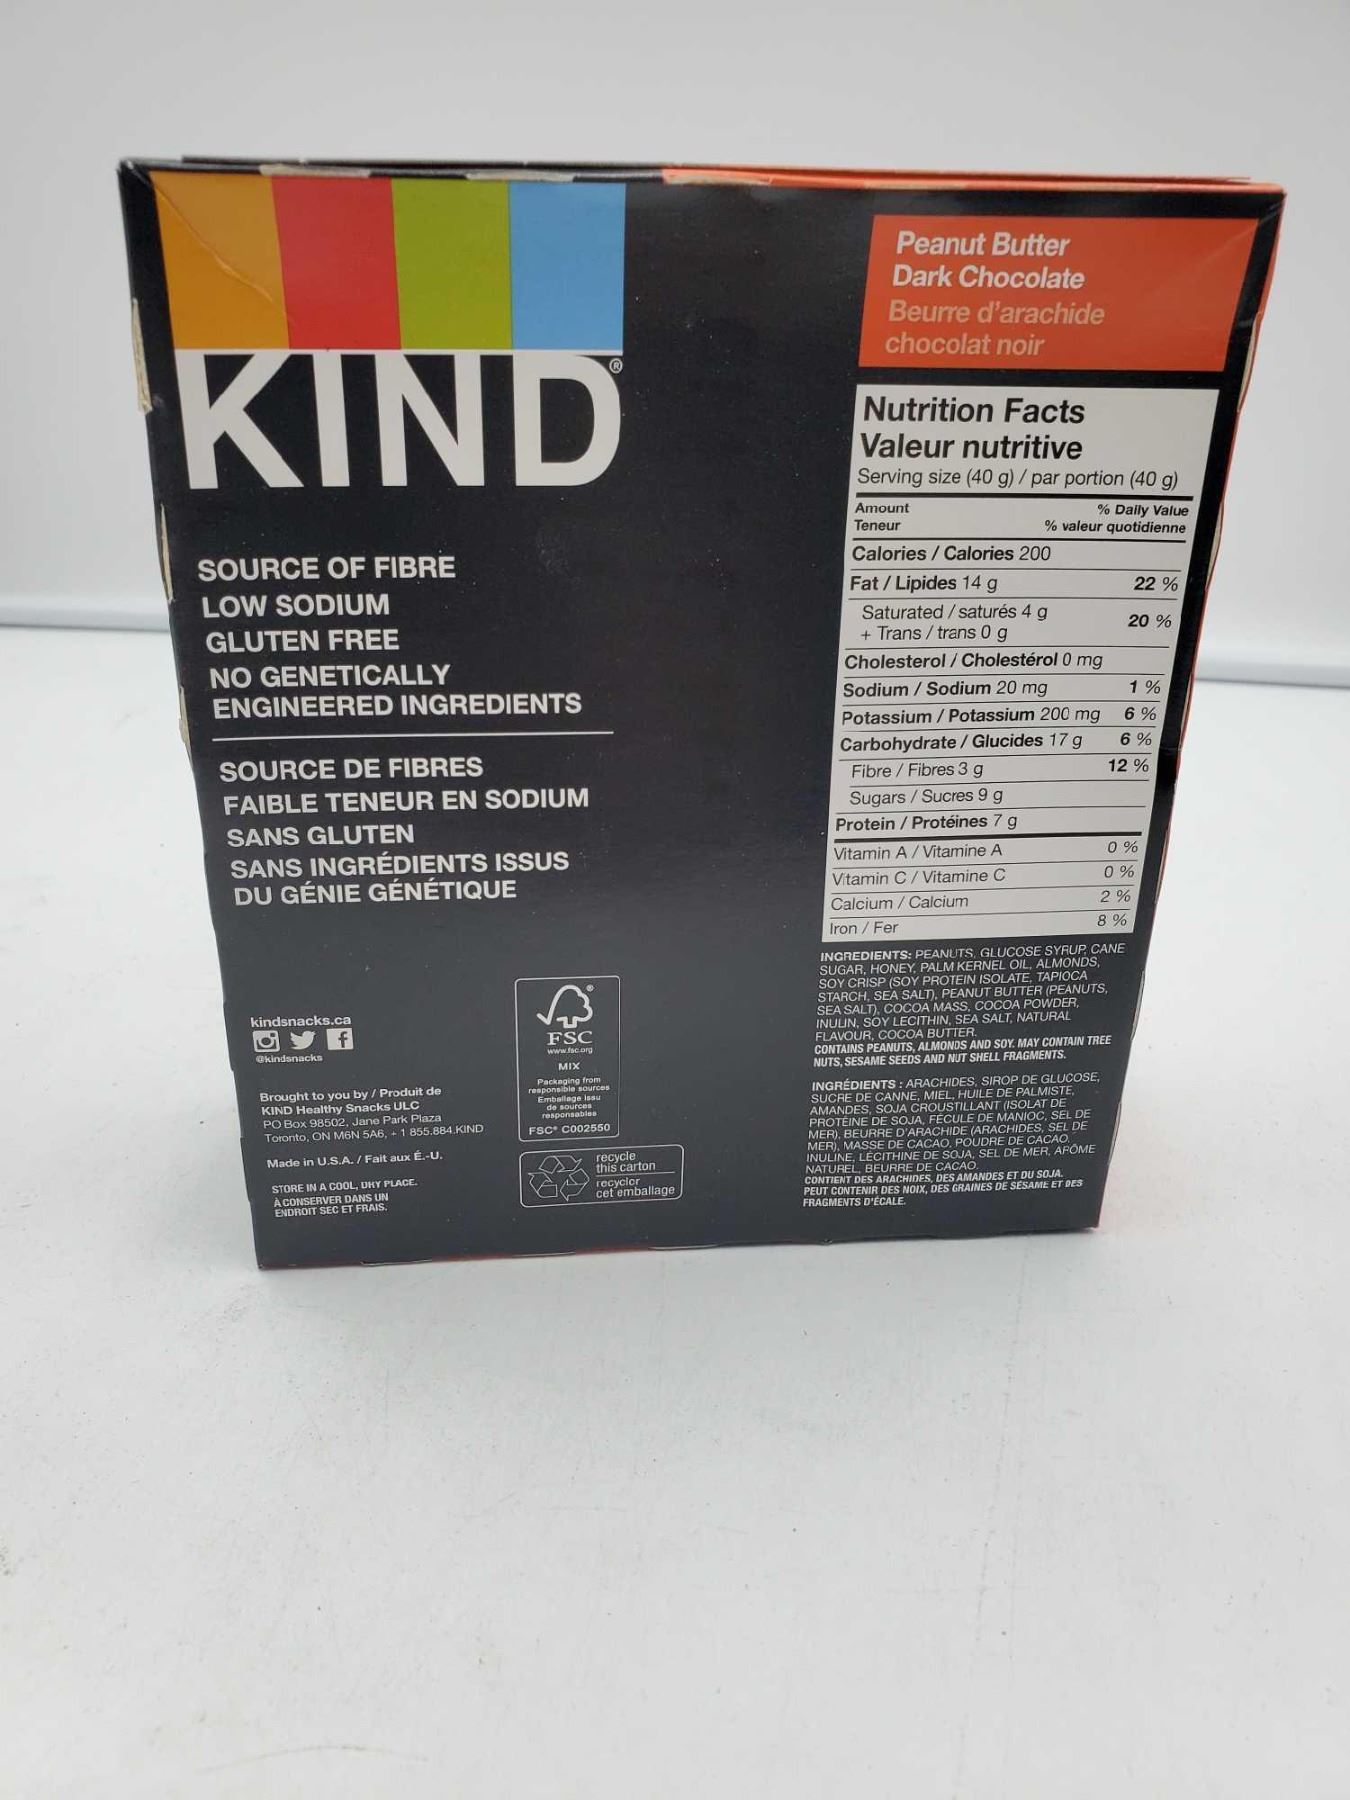 KIND®
SOURCE OF FIBRE
LOW SODIUM
GLUTEN FREE
NO GENETICALLY
ENGINEERED INGREDIENTS
SOURCE DE FIBRES
FAIBLE TENEUR EN SODIUM
SANS GLUTEN
SANS INGRÉDIENTS ISSUS
DU GÉNIE GÉNÉTIQUE
kindsnacks.ca
@kindsnacks
Brought to you by / Produit de
KIND Healthy Snacks ULC
PO Box 98502, Jane Park Plaza
Toronto, ON M6N 5A6, + 1 855.884.KIND
Made in U.S.A. / Fait aux É.-U.
STORE IN A COOL, DRY PLACE.
À CONSERVER DANS UN
ENDROIT SEC ET FRAIS.
®
FSC
www.fsc.org
MIX
Packaging from
responsible sources
Emballage issu
de sources
responsables
FSC® C002550
recycle
this carton
recycler
cet emballage
Peanut Butter
Dark Chocolate
Beurre d'arachide
chocolat noir
Nutrition Facts
Valeur nutritive
Serving size (40 g) / par portion (40 g)
Amount % Daily Value
Teneur % valeur quotidienne
Calories / Calories 200
Fat / Lipides 14 g 22 %
Saturated / saturés 4 g
+ Trans / trans 0 g 20 %
Cholesterol / Cholestérol 0 mg
Sodium / Sodium 20 mg 1 %
Potassium / Potassium 200 mg 6 %
Carbohydrate / Glucides 17 g 6 %
Fibre / Fibres 3 g 12 %
Sugars / Sucres 9 g
Protein / Protéines 7 g
Vitamin A / Vitamine A 0 %
Vitamin C / Vitamine C 0 %
Calcium / Calcium 2 %
Iron / Fer 8 %
INGREDIENTS: PEANUTS, GLUCOSE SYRUP, CANE
SUGAR, HONEY, PALM KERNEL OIL, ALMONDS,
SOY CRISP (SOY PROTEIN ISOLATE, TAPIOCA
STARCH, SEA SALT), PEANUT BUTTER (PEANUTS,
SEA SALT), COCOA MASS, COCOA POWDER,
INULIN, SOY LECITHIN, SEA SALT, NATURAL
FLAVOUR, COCOA BUTTER.
CONTAINS PEANUTS, ALMONDS AND SOY. MAY CONTAIN TREE
NUTS, SESAME SEEDS AND NUT SHELL FRAGMENTS.
INGRÉDIENTS : ARACHIDES, SIROP DE GLUCOSE,
SUCRE DE CANNE, MIEL, HUILE DE PALMISTE,
AMANDES, SOJA CROUSTILLANT (ISOLAT DE
PROTÉINE DE SOJA, FÉCULE DE MANIOC, SEL DE
MER), BEURRE D'ARACHIDE (ARACHIDES, SEL DE
MER), MASSE DE CACAO, POUDRE DE CACAO,
INULINE, LÉCITHINE DE SOJA, SEL DE MER, ARÔME
NATUREL, BEURRE DE CACAO.
CONTIENT DES ARACHIDES, DES AMANDES ET DU SOJA.
PEUT CONTENIR DES NOIX, DES GRAINES DE SÉSAME ET DES
FRAGMENTS D'ÉCALE.